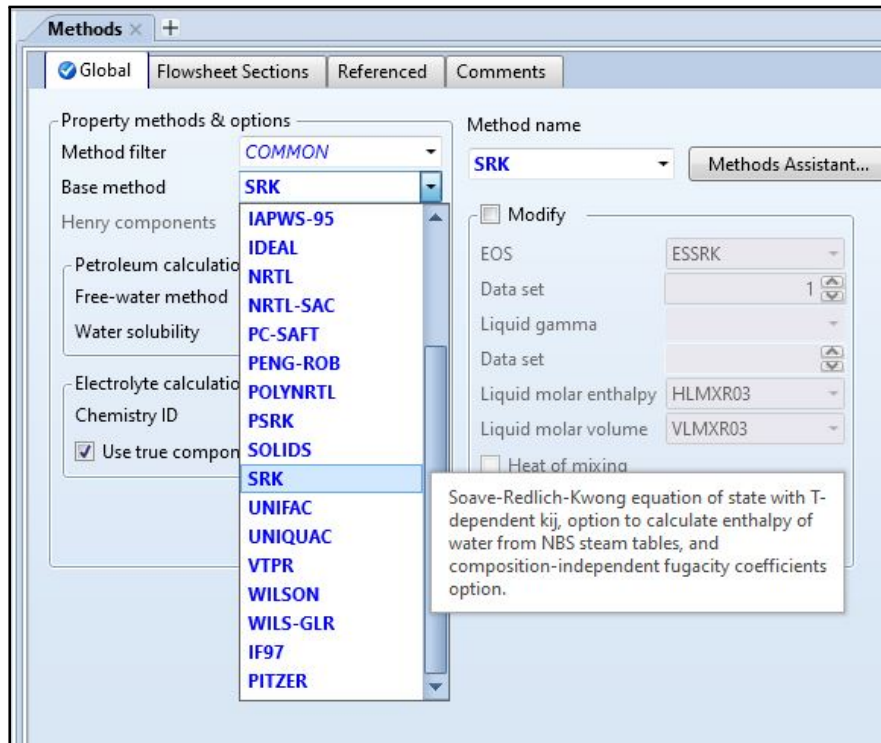 Methods
Global
Flowsheet Sections
Referenced
Comments
Property methods & options
Method filter
COMMON
Base method
SRK
Henry components
Petroleum calculatio
Free-water method
Water solubility
Electrolyte calculatio
Chemistry ID
Use true compon
IAPWS-95
IDEAL
NRTL
NRTL-SAC
PC-SAFT
PENG-ROB
POLYNRTL
PSRK
SOLIDS
SRK
UNIFAC
UNIQUAC
VTPR
WILSON
WILS-GLR
IF97
PITZER
Method name
SRK
Methods Assistant...
Modify
EOS
ESSRK
Data set
1
Liquid gamma
Data set
Liquid molar enthalpy
HLMXR03
Liquid molar volume
VLMXR03
Heat of mixing
Soave-Redlich-Kwong equation of state with T-
dependent kij, option to calculate enthalpy of
water from NBS steam tables, and
composition-independent fugacity coefficients
option.